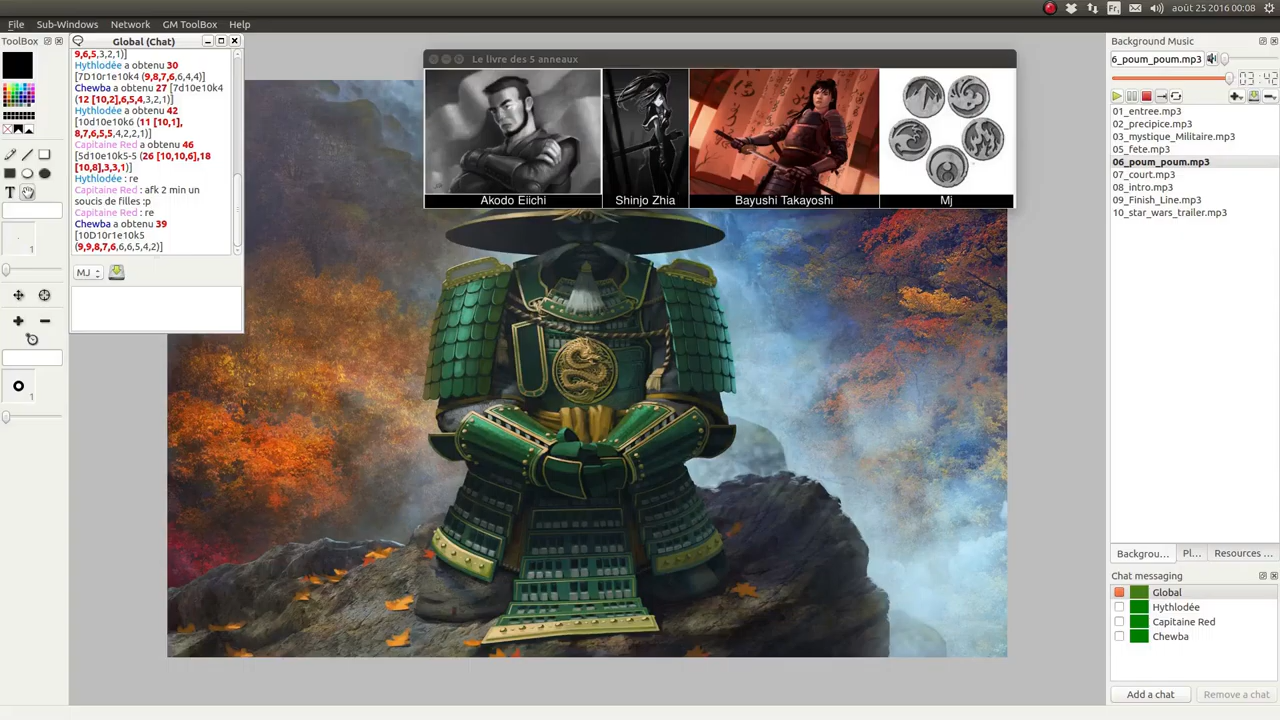 Fr,
août 25 2016 00:08
File Sub-Windows Network GM ToolBox Help
ToolBox
T
1
1
Global (Chat)
9,6,5,3,2,1)]
Hythlodée a obtenu 30
[7D10r1e10k4 (9,8,7,6,6,4,4)]
Chewba a obtenu 27 [7d10e10k4
(12 [10,2],6,5,4,3,2,1)]
Hythlodée a obtenu 42
[10d10e10k6 (11 [10,1],
8,7,6,5,5,4,2,2,1)]
Capitaine Red a obtenu 46
[5d10e10k5-5 (26 [10,10,6],18
[10,8],3,3,1)]
Hythlodée : re
Capitaine Red : afk 2 min un
soucis de filles :p
Capitaine Red : re
Chewba a obtenu 39
[10D10r1e10k5
(9,9,8,7,6,6,6,5,4,2)]
MJ
Le livre des 5 anneaux
Akodo Eiichi
Shinjo Zhia
Bayushi Takayoshi
Mj
Background Music
6_poum_poum.mp3
03:42
01_entree.mp3
02_precipice.mp3
03_mystique_Militaire.mp3
05_fete.mp3
06_poum_poum.mp3
07_court.mp3
08_intro.mp3
09_Finish_Line.mp3
10_star_wars_trailer.mp3
Backgrou... Pl... Resources ...
Chat messaging
Global
Hythlodée
Capitaine Red
Chewba
Add a chat
Remove a chat